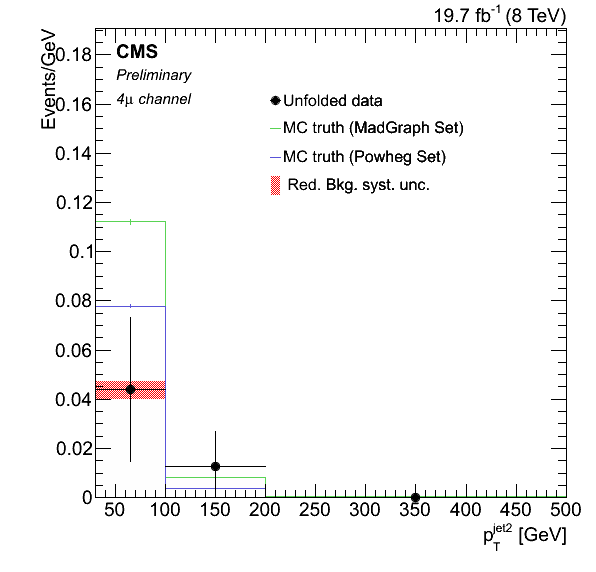 19.7 fb⁻¹ (8 TeV)
Events/GeV
CMS
Preliminary
4μ channel
Unfolded data
MC truth (MadGraph Set)
MC truth (Powheg Set)
Red. Bkg. syst. unc.
0.18
0.16
0.14
0.12
0.1
0.08
0.06
0.04
0.02
0
50 100 150 200 250 300 350 400 450 500
p_T^jet2 [GeV]